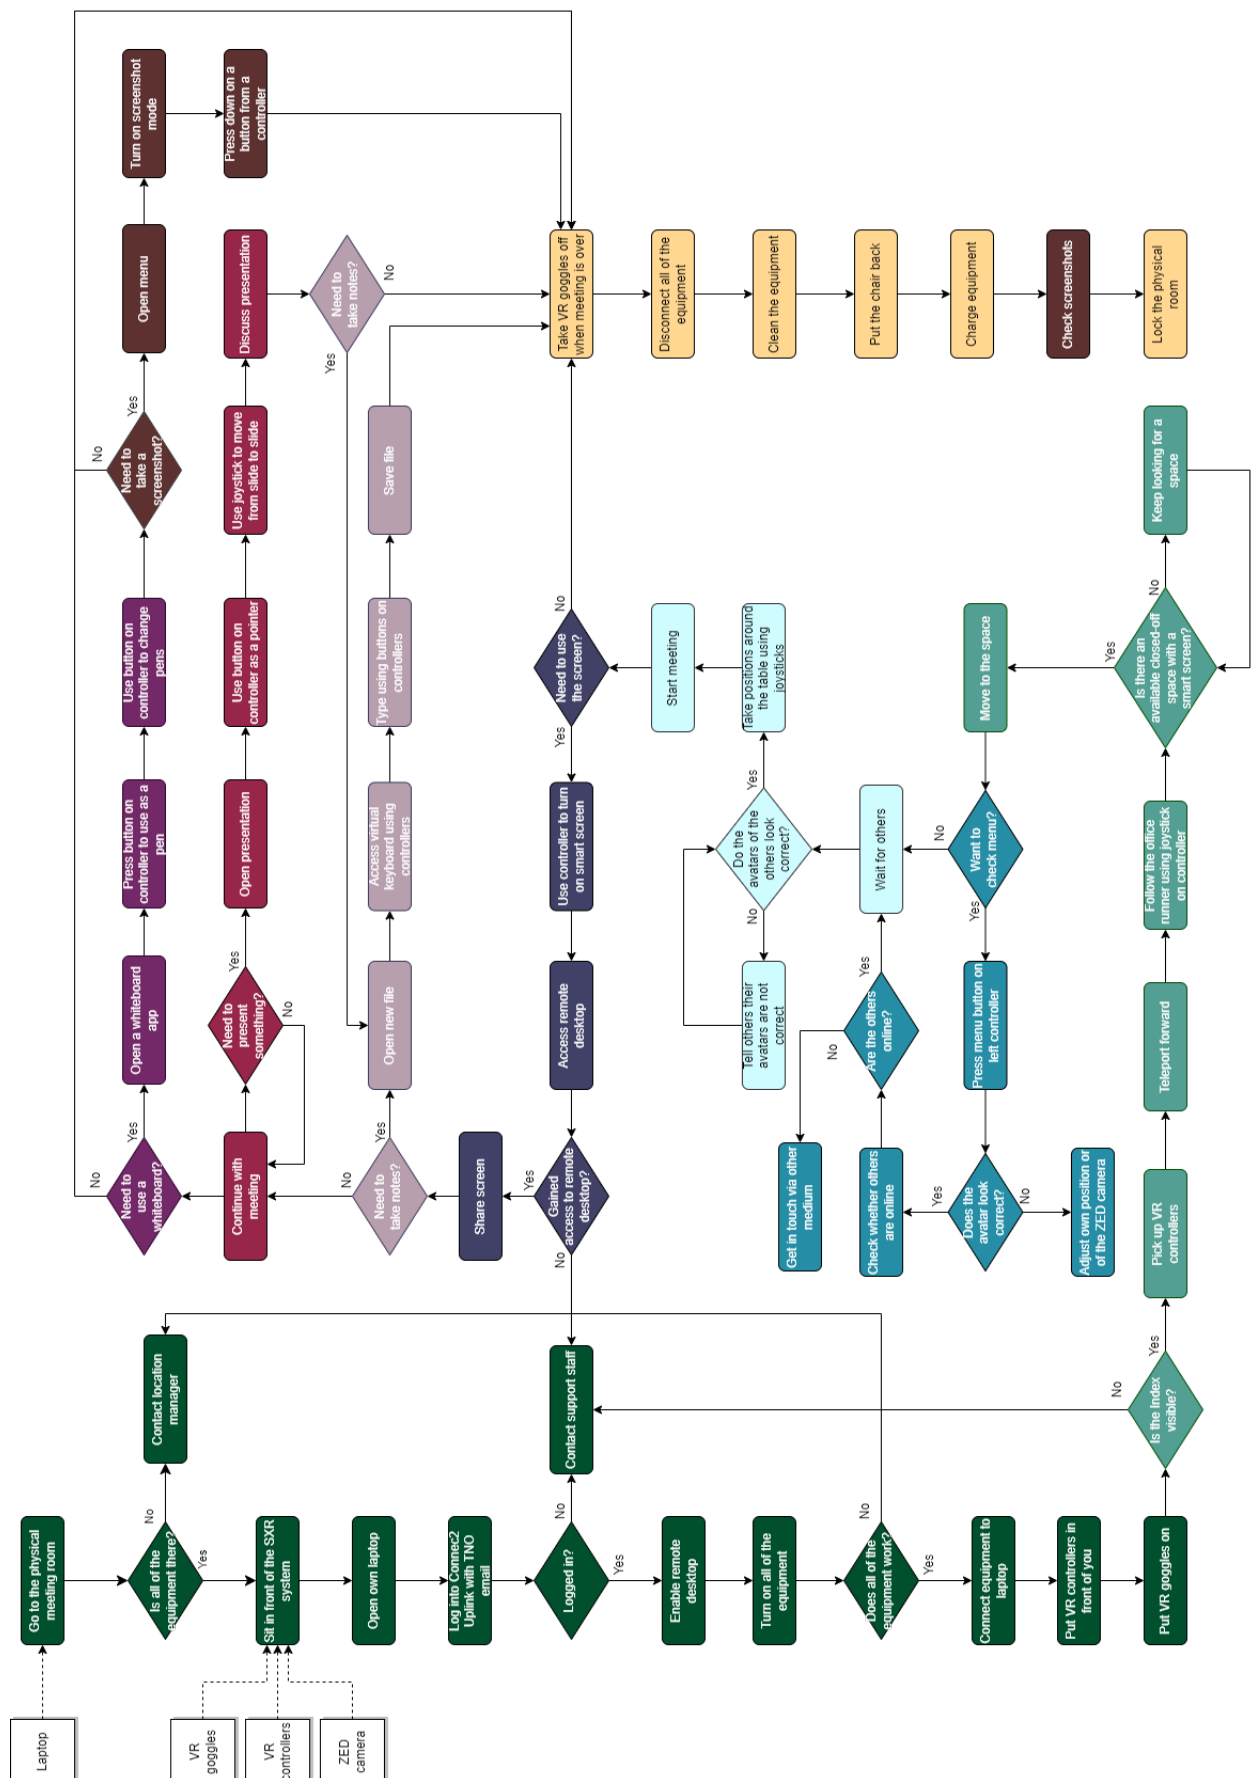 Laptop
VR
goggles
VR
controllers
ZED
camera
Go to the physical
meeting room
Is all of the
equipment there?
No
Yes
Contact location
manager
Sit in front of the SXR
system
Open own laptop
Log into Connec2
Uplink with TNO
email
Logged in?
No
Yes
Contact support staff
Enable remote
desktop
Turn on all of the
equipment
Does all of the
equipment work?
No
Yes
Connect equipment to
laptop
Put VR controllers in
front of you
Put VR goggles on
Is the Index
visible?
No
Yes
Pick up VR
controllers
Teleport forward
Follow the office
runner using joystick
on controller
Is there an
available closed-off
space with a
smart screen?
No
Yes
Keep looking for a
space
Move to the space
Want to
check menu?
No
Yes
Press menu button on
left controller
Does the
avatar look
correct?
No
Yes
Adjust own position or
of the ZED camera
Check whether others
are online
Are the others
online?
No
Yes
Get in touch via other
medium
Wait for others
Do the
avatars of the
others look
correct?
No
Yes
Tell others their
avatars are not
correct
Take positions around
the table using
joysticks
Start meeting
Need to use
the screen?
No
Yes
Use controller to turn
on smart screen
Access remote
desktop
Gained
access to remote
desktop?
No
Yes
Share screen
Need to
take notes?
No
Yes
Open new file
Access virtual
keyboard using
controllers
Type using buttons on
controllers
Save file
Continue with
meeting
Need to
present
something?
No
Yes
Open presentation
Use button on
controller as a pointer
Use joystick to move
from slide to slide
Discuss presentation
Need to
take notes?
Yes
No
Need to
use a
whiteboard?
No
Yes
Open a whiteboard
app
Press button on
controller to use as a
pen
Use button on
controller to change
pens
Need to
take a
screenshot?
No
Yes
Open menu
Turn on screenshot
mode
Press down on a
button from a
controller
Take VR goggles off
when meeting is over
Disconnect all of the
equipment
Clean the equipment
Put the chair back
Charge equipment
Check screenshots
Lock the physical
room